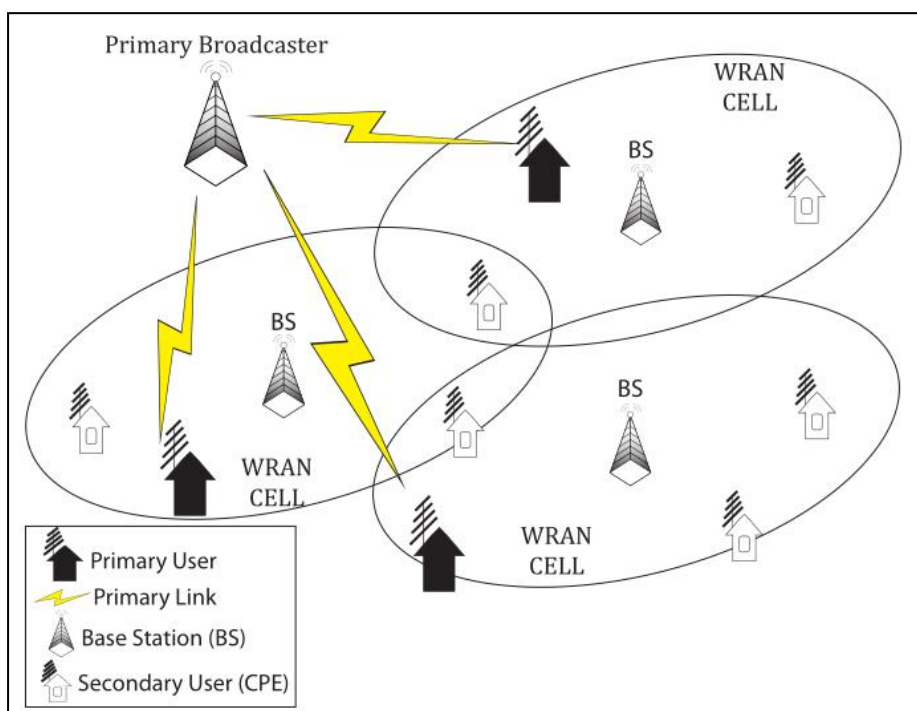 Primary Broadcaster
WRAN
CELL
BS
BS
BS
WRAN
CELL
WRAN
CELL
Primary User
Primary Link
Base Station (BS)
Secondary User (CPE)